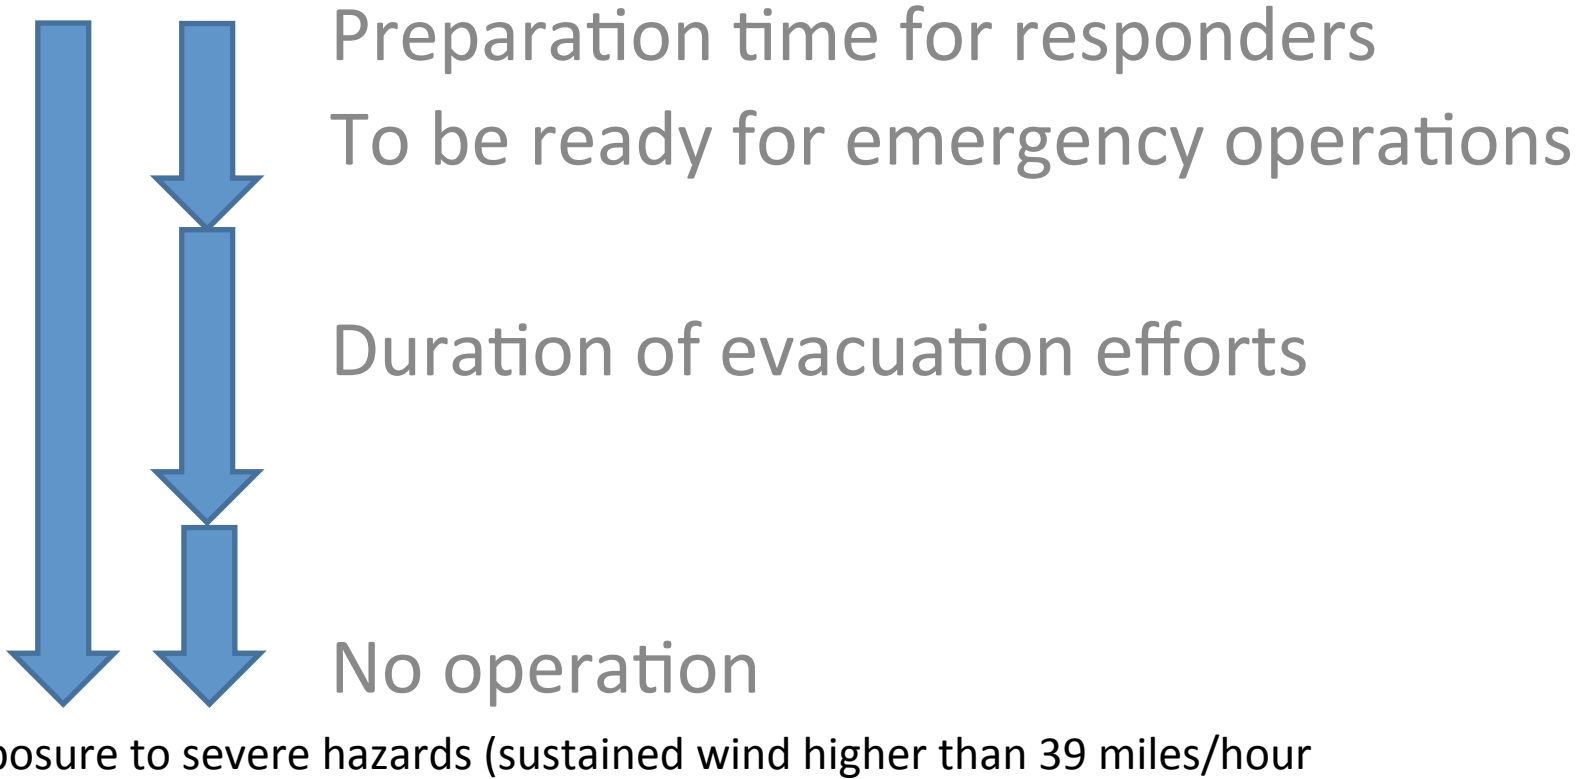 Preparation time for responders
To be ready for emergency operations
Duration of evacuation efforts
No operation
posure to severe hazards (sustained wind higher than 39 miles/hour